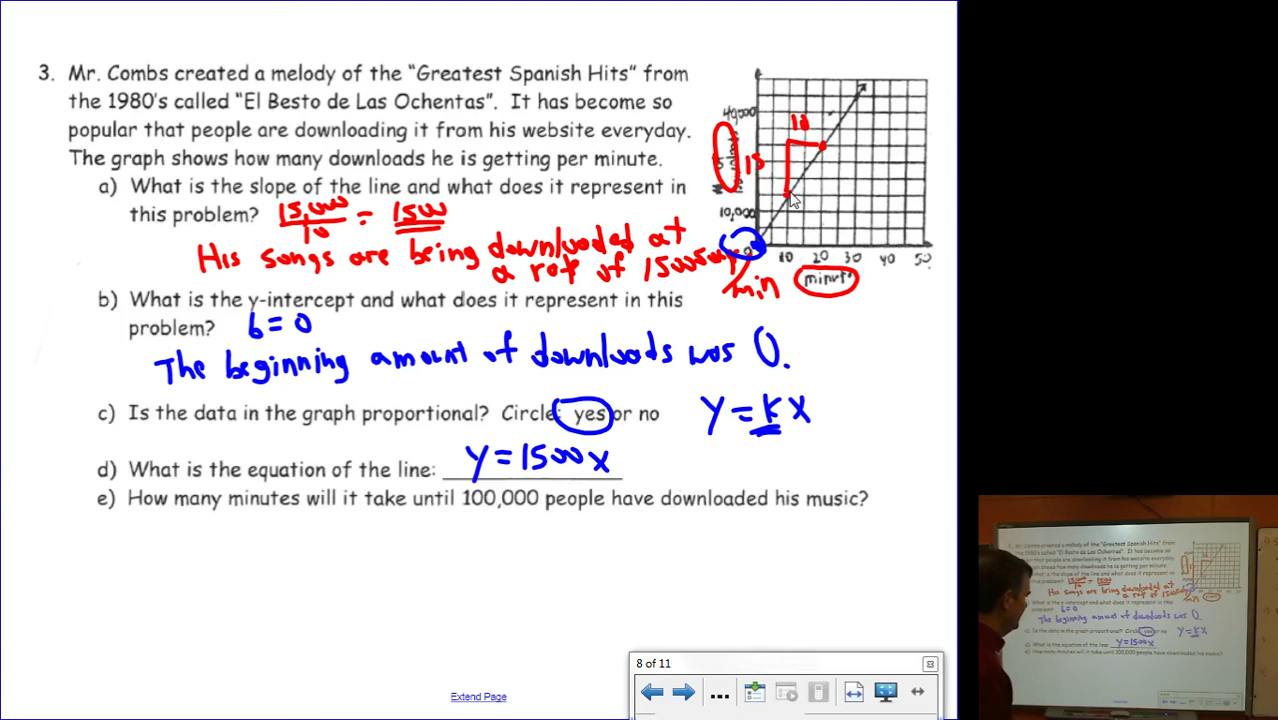 3. Mr. Combs created a melody of the "Greatest Spanish Hits" from
the 1980's called "El Besto de Las Ochentas". It has become so
popular that people are downloading it from his website everyday.
The graph shows how many downloads he is getting per minute.
a) What is the slope of the line and what does it represent in
this problem? 15,000/10 = 1500
His songs are being downloaded at
a rate of 1500 songs/min
40,000
10
15
10,000
0
10 20 30 40 50
minutes
b) What is the y-intercept and what does it represent in this
problem? b = 0
The beginning amount of downloads was 0.
c) Is the data in the graph proportional? Circle: yes or no y = kx
d) What is the equation of the line: y = 1500x
e) How many minutes will it take until 100,000 people have downloaded his music?
8 of 11
Extend Page